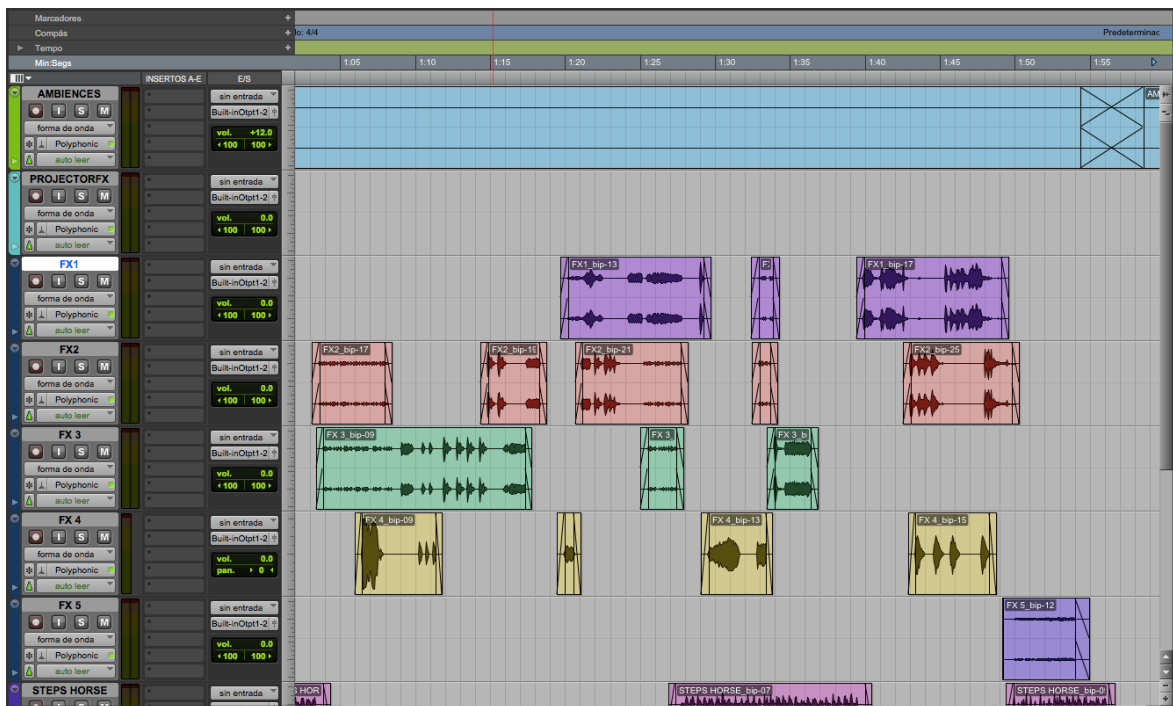 Marcadores +
Compás + lo: 4/4 Predeterminac
Tempo +
Min:Segs 1:05 1:10 1:15 1:20 1:25 1:30 1:35 1:40 1:45 1:50 1:55
INSERTOS A-E E/S
AMBIENCES sin entrada AM
I S M Built-inOtpt1-2
forma de onda vol. +12.0
Polyphonic 100 100
auto leer
PROJECTORFX sin entrada
I S M Built-inOtpt1-2
forma de onda vol. 0.0
Polyphonic 100 100
auto leer
FX1 sin entrada FX1_bip-13 FX1_bip-17
I S M Built-inOtpt1-2
forma de onda vol. 0.0
Polyphonic 100 100
auto leer
FX2 sin entrada FX2_bip-17 FX2_bip-19 FX2_bip-21 FX2_bip-25
I S M Built-inOtpt1-2
forma de onda vol. 0.0
Polyphonic 100 100
auto leer
FX 3 sin entrada FX 3_bip-09 FX 3 FX 3_b
I S M Built-inOtpt1-2
forma de onda vol. 0.0
Polyphonic 100 100
auto leer
FX 4 sin entrada FX 4_bip-09 FX 4_bip-13 FX 4_bip-15
I S M Built-inOtpt1-2
forma de onda vol. 0.0
Polyphonic pan. 0
auto leer
FX 5 sin entrada FX 5_bip-12
I S M Built-inOtpt1-2
forma de onda vol. 0.0
Polyphonic 100 100
auto leer
STEPS HORSE sin entrada S HOR STEPS HORSE_bip-07 STEPS HORSE_bip-0